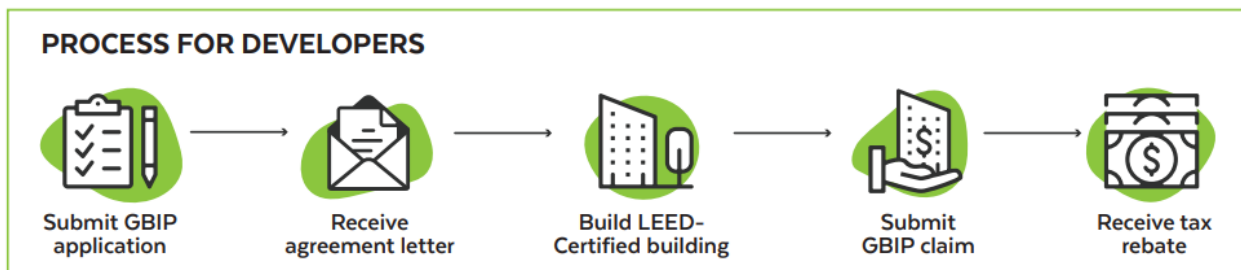 PROCESS FOR DEVELOPERS
Submit GBIP
application
Receive
agreement letter
Build LEED-
Certified building
$
Submit
GBIP claim
$
Receive tax
rebate